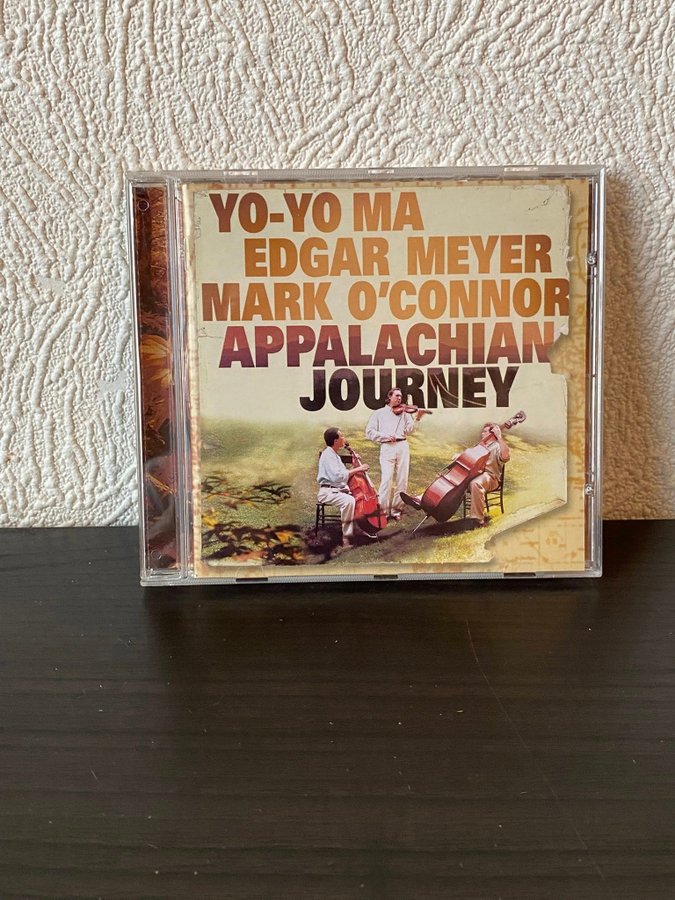 YO-YO MA
EDGAR MEYER
MARK O'CONNOR
APPALACHIAN
JOURNEY